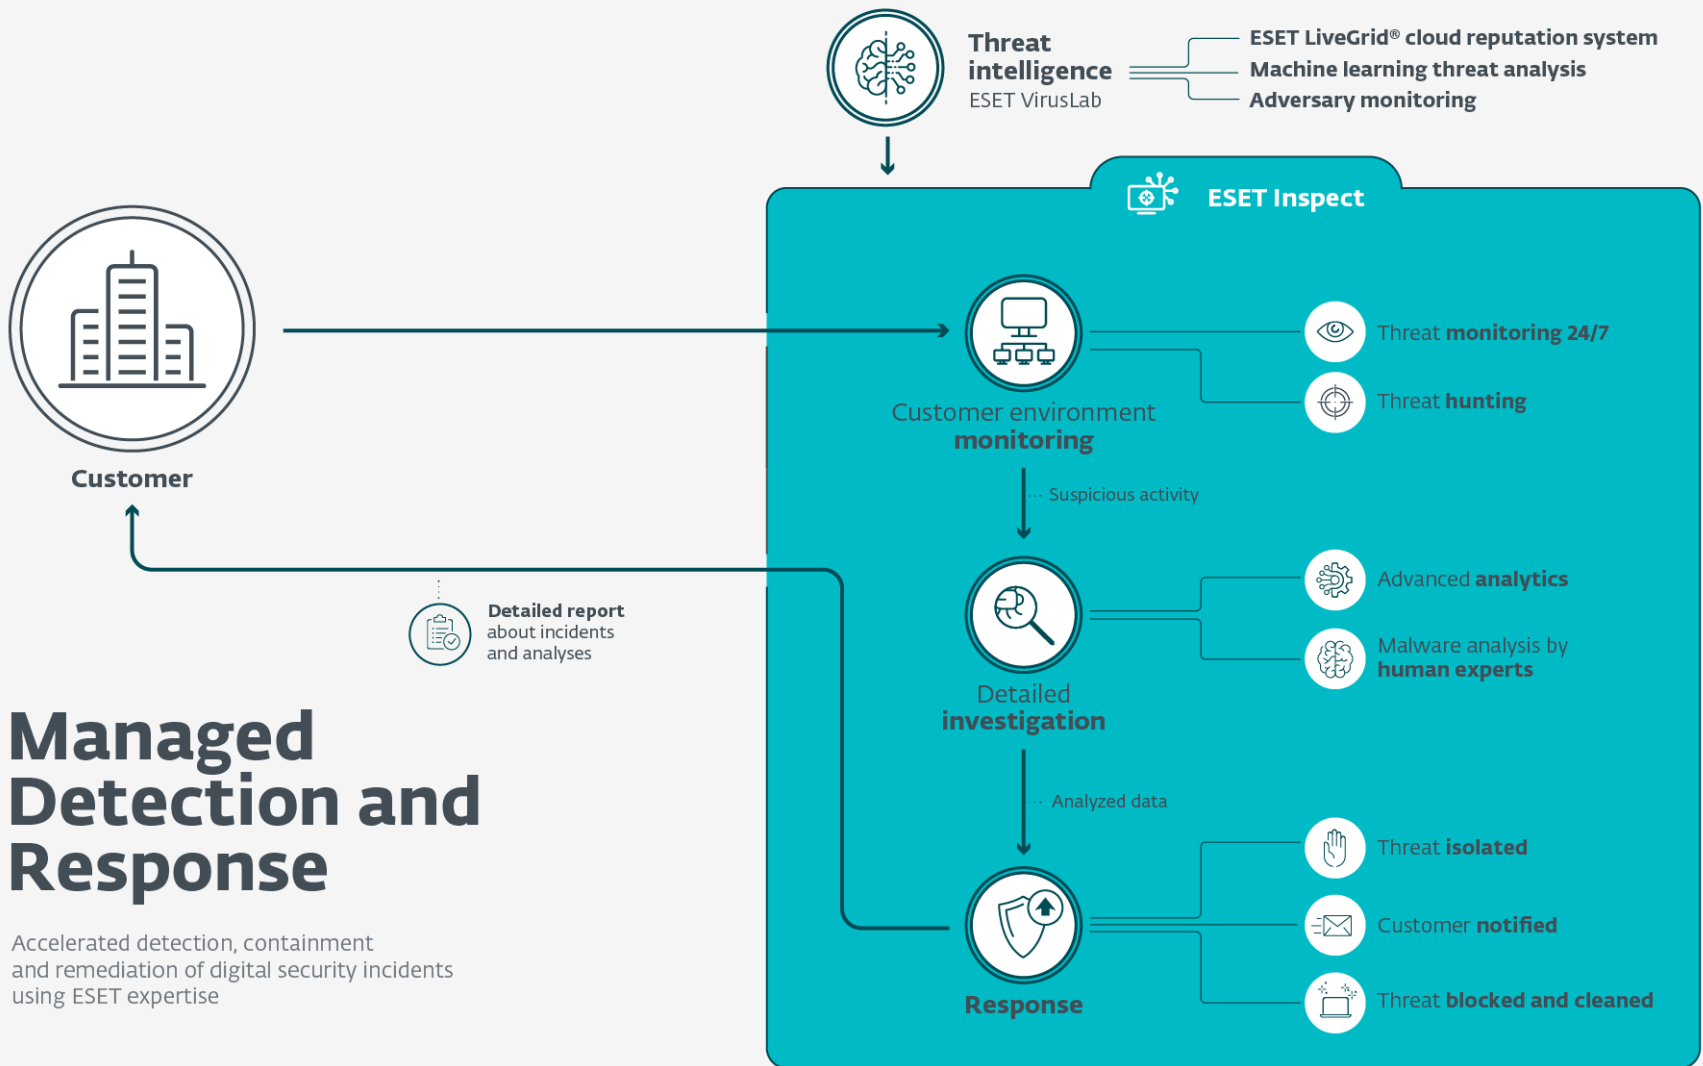 Threat
intelligence
ESET VirusLab
ESET LiveGrid® cloud reputation system
Machine learning threat analysis
Adversary monitoring
ESET Inspect
Customer
Customer environment
monitoring
Threat monitoring 24/7
Threat hunting
Suspicious activity
Detailed report
about incidents
and analyses
Detailed
investigation
Advanced analytics
Malware analysis by
human experts
Analyzed data
Response
Threat isolated
Customer notified
Threat blocked and cleaned
Managed
Detection and
Response
Accelerated detection, containment
and remediation of digital security incidents
using ESET expertise